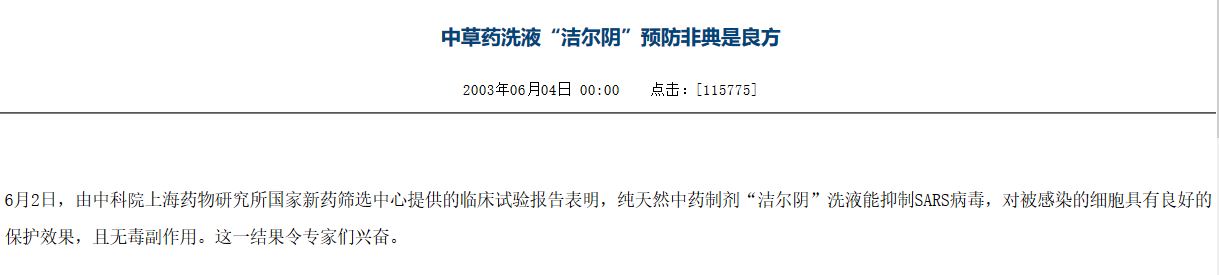 中草药洗液“洁尔阴”预防非典是良方
2003年06月04日 00:00 点击：[115775]
6月2日，由中科院上海药物研究所国家新药筛选中心提供的临床试验报告表明，纯天然中药制剂“洁尔阴”洗液能抑制SARS病毒，对被感染的细胞具有良好的
保护效果，且无毒副作用。这一结果令专家们兴奋。